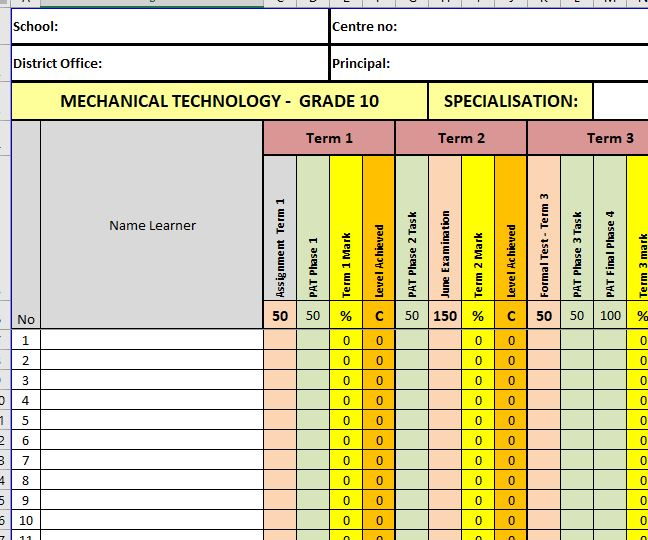 School: Centre no:
District Office: Principal:
MECHANICAL TECHNOLOGY - GRADE 10 SPECIALISATION:
Term 1 Term 2 Term 3
No Name Learner Assignment Term 1 PAT Phase 1 Term 1 Mark Level Achieved PAT Phase 2 Task June Examination Term 2 Mark Level Achieved Formal Test - Term 3 PAT Phase 3 Task PAT Final Phase 4 Term 3 mark
50 50 % C 50 150 % C 50 50 100 %
1 0 0 0 0 0
2 0 0 0 0 0
3 0 0 0 0 0
4 0 0 0 0 0
5 0 0 0 0 0
6 0 0 0 0 0
7 0 0 0 0 0
8 0 0 0 0 0
9 0 0 0 0 0
10 0 0 0 0 0